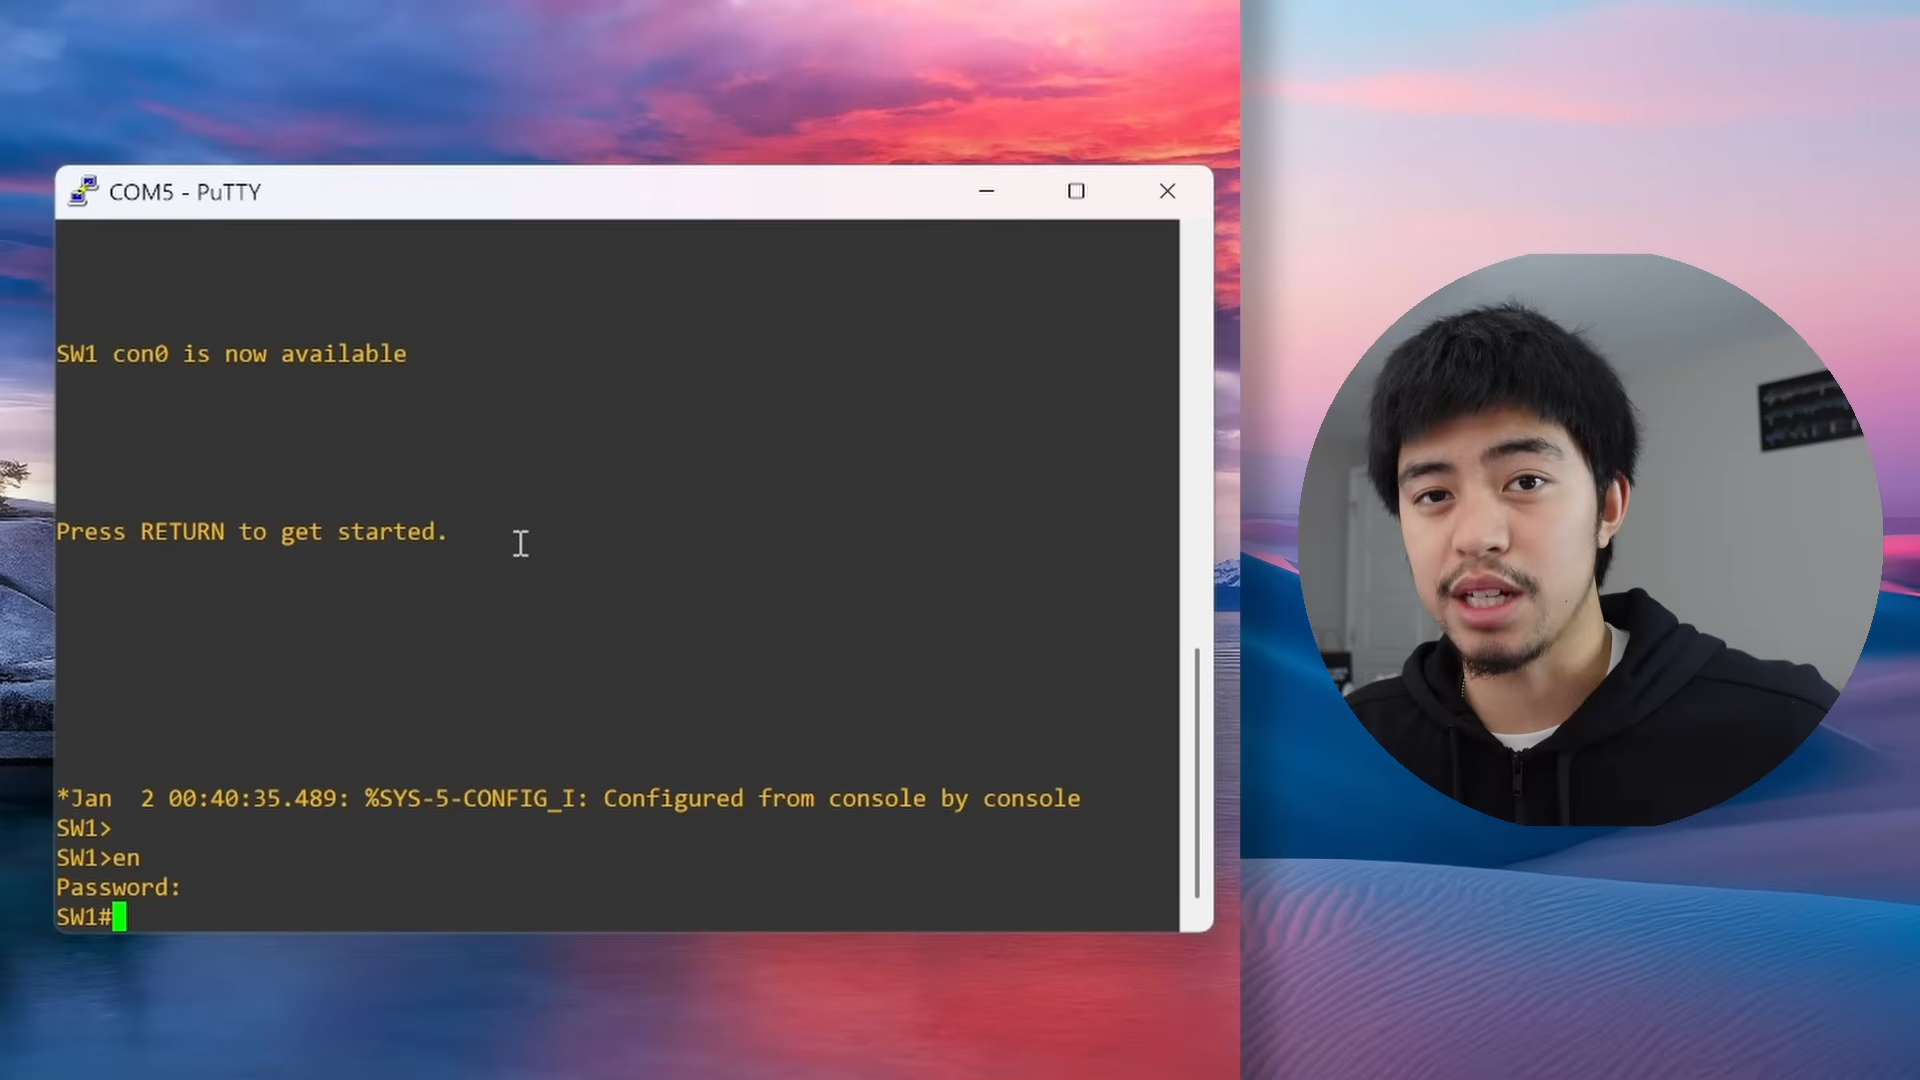 COM5 - PuTTY
SW1 con0 is now available
Press RETURN to get started.
*Jan  2 00:40:35.489: %SYS-5-CONFIG_I: Configured from console by console
SW1>
SW1>en
Password:
SW1#